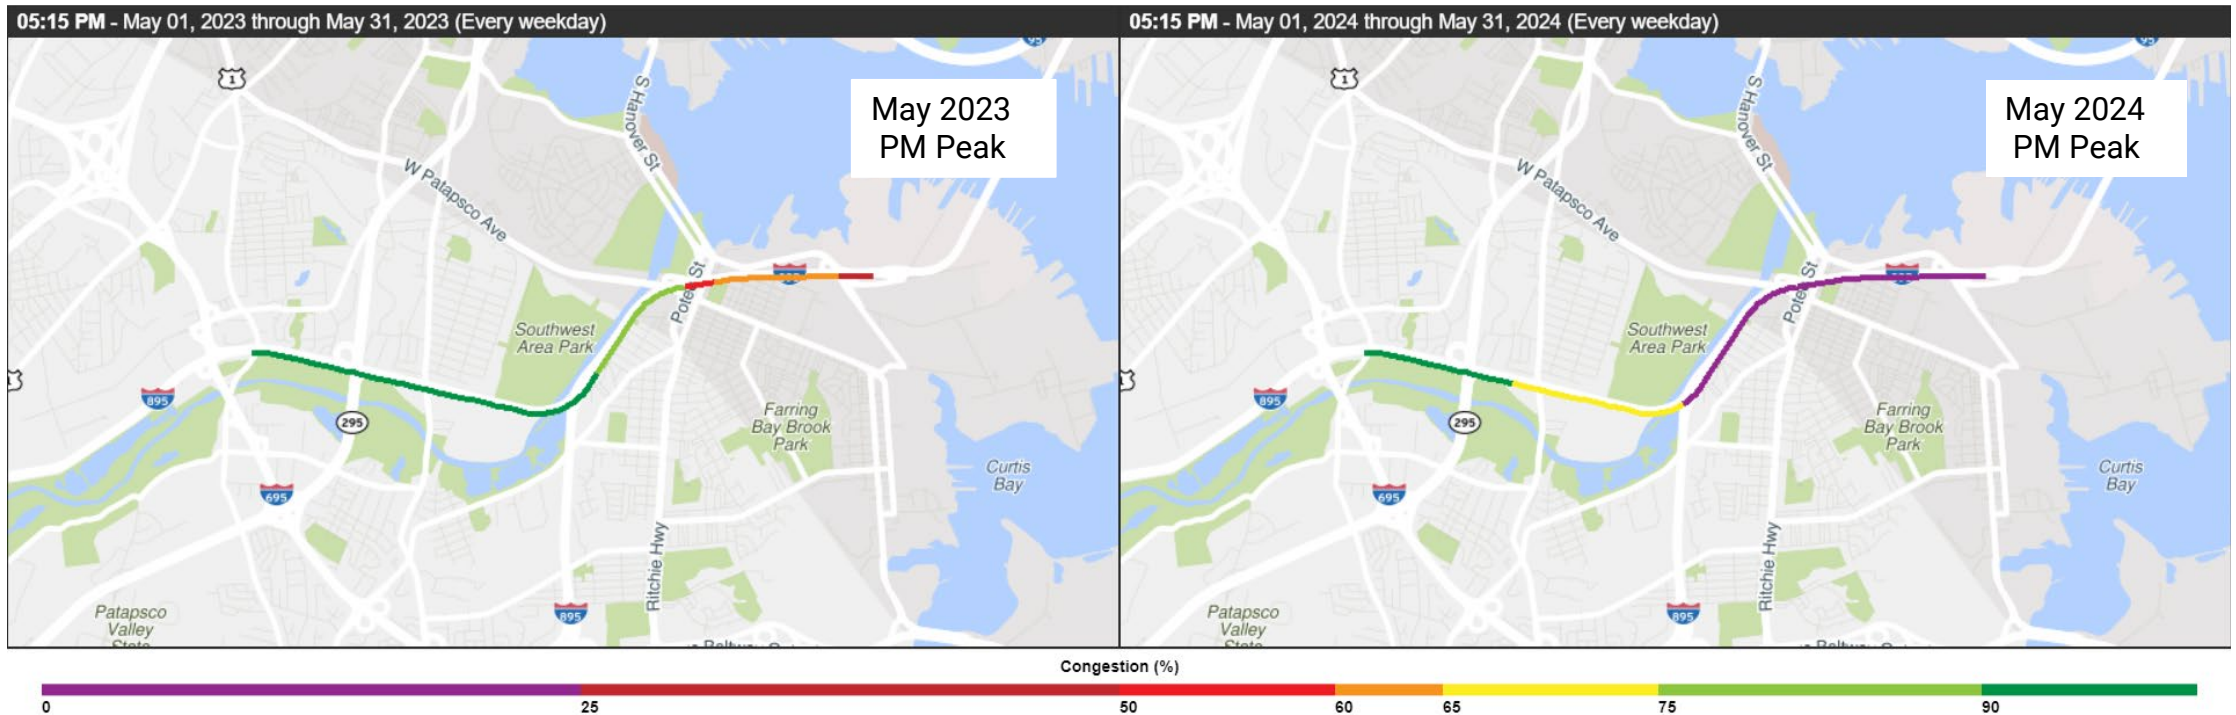 05:15 PM - May 01, 2023 through May 31, 2023 (Every weekday)
1
S Hanover St
May 2023
PM Peak
W Patapsco Ave
Southwest
Area Park
895
295
695
Farring
Bay Brook
Park
Curtis
Bay
Ritchie Hwy
Patapsco
Valley
State
895
05:15 PM - May 01, 2024 through May 31, 2024 (Every weekday)
95
1
S Hanover St
May 2024
PM Peak
W Patapsco Ave
Southwest
Area Park
895
295
695
Farring
Bay Brook
Park
Curtis
Bay
Ritchie Hwy
Patapsco
Valley
State
895
Congestion (%)
0 25 50 60 65 75 90